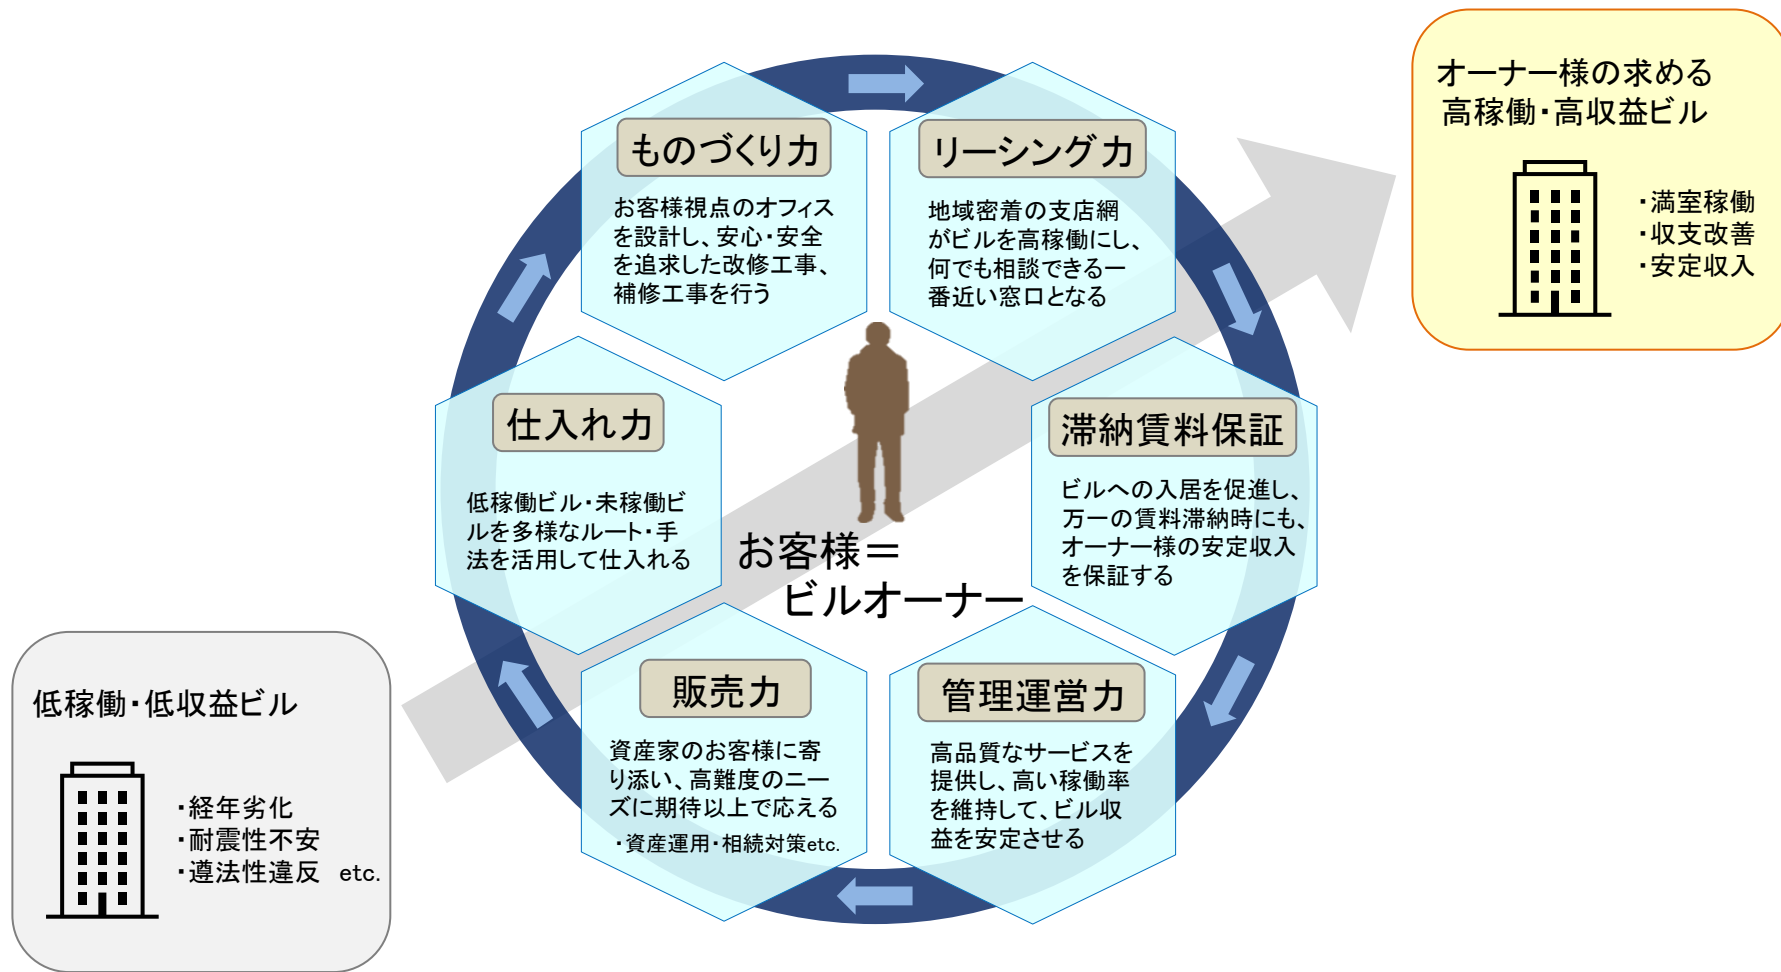 オーナー様の求める
高稼働・高収益ビル
・満室稼働
・収支改善
・安定収入
ものづくり力
お客様視点のオフィス
を設計し、安心・安全
を追求した改修工事、
補修工事を行う
リーシング力
地域密着の支店網
がビルを高稼働にし、
何でも相談できる一
番近い窓口となる
仕入れ力
低稼働ビル・未稼働ビ
ルを多様なルート・手
法を活用して仕入れる
滞納賃料保証
ビルへの入居を促進し、
万一の賃料滞納時にも、
オーナー様の安定収入
を保証する
お客様＝
ビルオーナー
販売力
資産家のお客様に寄
り添い、高難度のニー
ズに期待以上で応える
・資産運用・相続対策etc.
管理運営力
高品質なサービスを
提供し、高い稼働率
を維持して、ビル収
益を安定させる
低稼働・低収益ビル
・経年劣化
・耐震性不安
・遵法性違反　etc.